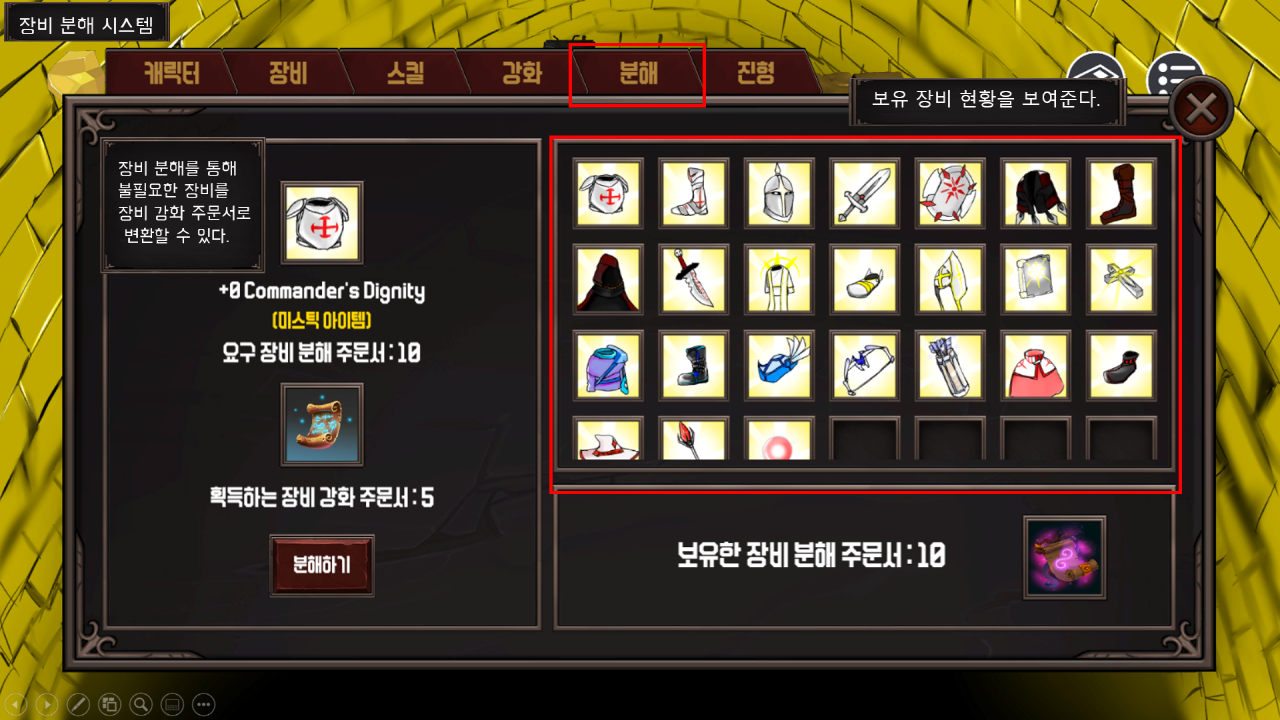 장비 분해 시스템
캐릭터 장비 스킬 강화 분해 진형
보유 장비 현황을 보여준다.
장비 분해를 통해
불필요한 장비를
장비 강화 주문서로
변환할 수 있다.
+0 Commander's Dignity
(미스틱 아이템)
요구 장비 분해 주문서 : 10
획득하는 장비 강화 주문서 : 5
분해하기
보유한 장비 분해 주문서 : 10